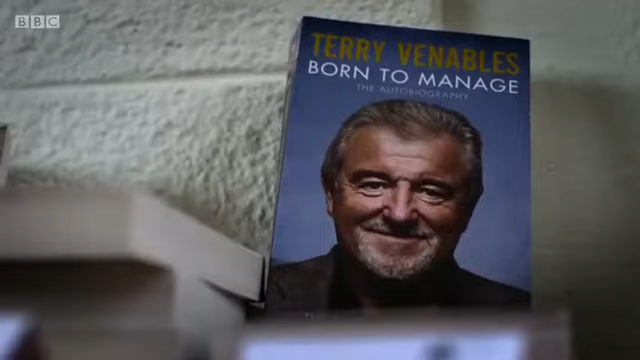 BBC
TERRY VENABLES
BORN TO MANAGE
THE AUTOBIOGRAPHY